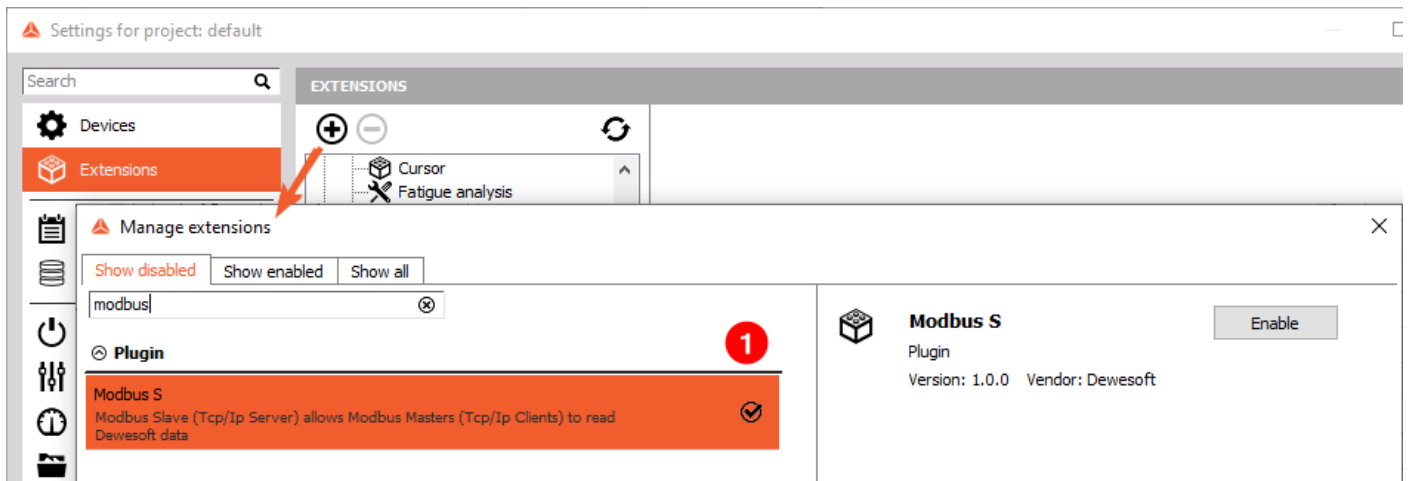 Settings for project: default
Search
EXTENSIONS
Devices
Extensions
Cursor
Fatigue analysis
Manage extensions
Show disabled
Show enabled
Show all
modbus
Plugin
1
Modbus S
Modbus Slave (Tcp/Ip Server) allows Modbus Masters (Tcp/Ip Clients) to read
Dewesoft data
Modbus S
Enable
Plugin
Version: 1.0.0 Vendor: Dewesoft